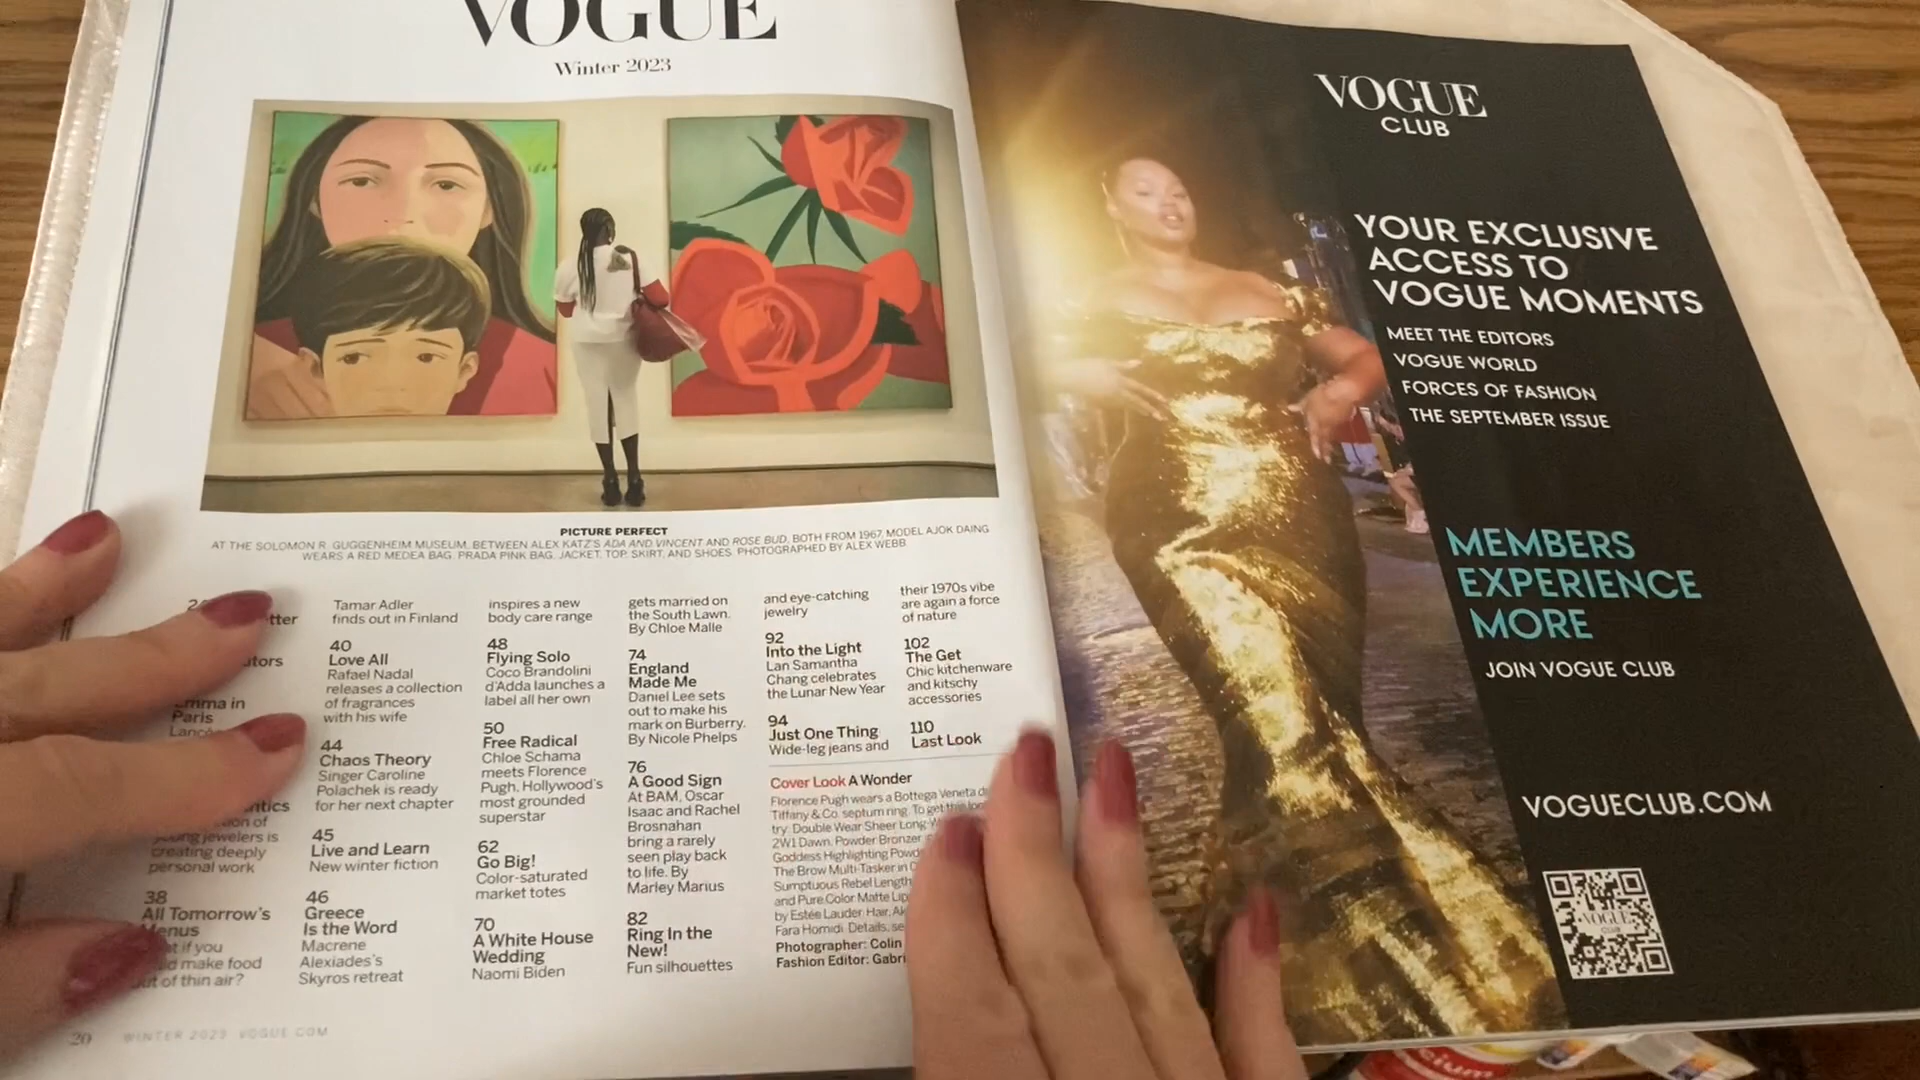 VOGUE
Winter 2023
PICTURE PERFECT
AT THE SOLOMON R. GUGGENHEIM MUSEUM, BETWEEN ALEX KATZ'S ADA AND VINCENT AND ROSE BUD, BOTH FROM 1967, MODEL AJOK DAING
WEARS A RED MEDEA BAG. PRADA PINK BAG, JACKET, TOP, SKIRT, AND SHOES. PHOTOGRAPHED BY ALEX WEBB.
Emma in
Paris
creating deeply
personal work
38
All Tomorrow's
Menus
if you
make food
of thin air?
Tamar Adler
finds out in Finland
40
Love All
Rafael Nadal
releases a collection
of fragrances
with his wife
44
Chaos Theory
Singer Caroline
Polachek is ready
for her next chapter
45
Live and Learn
New winter fiction
46
Greece
Is the Word
Macrene
Alexiades's
Skyros retreat
inspires a new
body care range
48
Flying Solo
Coco Brandolini
d'Adda launches a
label all her own
50
Free Radical
Chloe Schama
meets Florence
Pugh, Hollywood's
most grounded
superstar
62
Go Big!
Color-saturated
market totes
70
A White House
Wedding
Naomi Biden
gets married on
the South Lawn.
By Chloe Malle
74
England
Made Me
Daniel Lee sets
out to make his
mark on Burberry.
By Nicole Phelps
76
A Good Sign
At BAM, Oscar
Isaac and Rachel
Brosnahan
bring a rarely
seen play back
to life. By
Marley Marius
82
Ring In the
New!
Fun silhouettes
and eye-catching
jewelry
92
Into the Light
Lan Samantha
Chang celebrates
the Lunar New Year
94
Just One Thing
Wide-leg jeans and
their 1970s vibe
are again a force
of nature
102
The Get
Chic kitchenware
and kitschy
accessories
110
Last Look
Cover Look A Wonder
Florence Pugh wears a Bottega Veneta
Tiffany & Co. septum ring. To get this
try: Double Wear Sheer
2W1 Dawn, Powder Bronzer
Goddess Highlighting
The Brow Multi-Tasker in
Sumptuous Rebel Length
and Pure Color Matte
by Estée Lauder. Hair,
Fara Homidi. Details,
Photographer: Colin
Fashion Editor:
20 WINTER 2023 VOGUE.COM
VOGUE
CLUB
YOUR EXCLUSIVE
ACCESS TO
VOGUE MOMENTS
MEET THE EDITORS
VOGUE WORLD
FORCES OF FASHION
THE SEPTEMBER ISSUE
MEMBERS
EXPERIENCE
MORE
JOIN VOGUE CLUB
VOGUECLUB.COM
VOGUE
CLUB